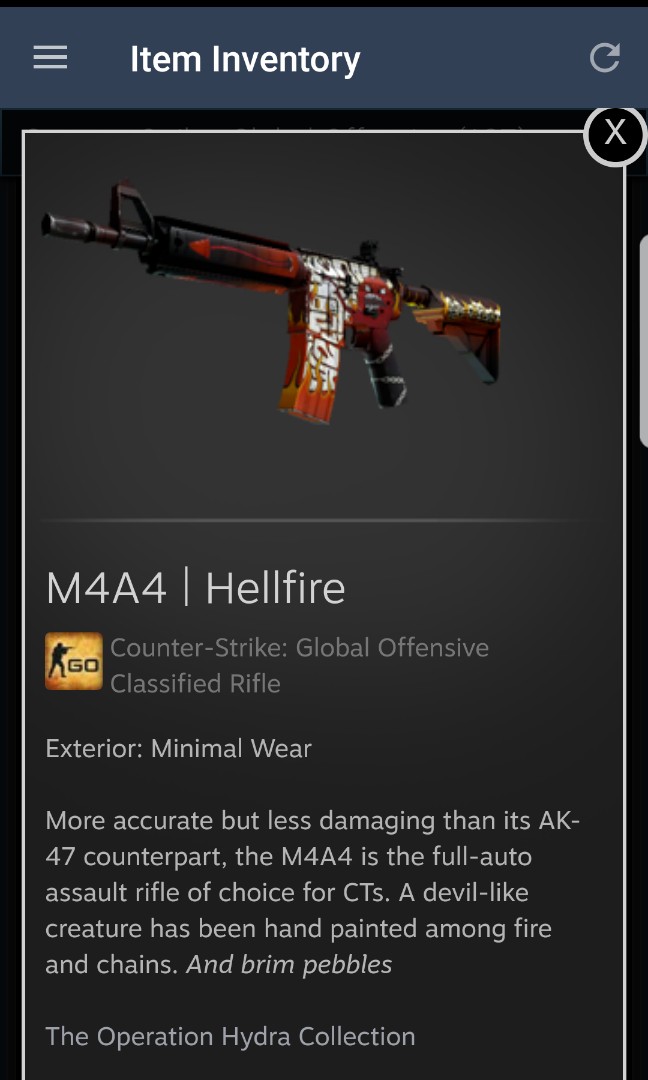 Item Inventory
X
M4A4 | Hellfire
GO
Counter-Strike: Global Offensive
Classified Rifle
Exterior: Minimal Wear
More accurate but less damaging than its AK-
47 counterpart, the M4A4 is the full-auto
assault rifle of choice for CTs. A devil-like
creature has been hand painted among fire
and chains. And brim pebbles
The Operation Hydra Collection